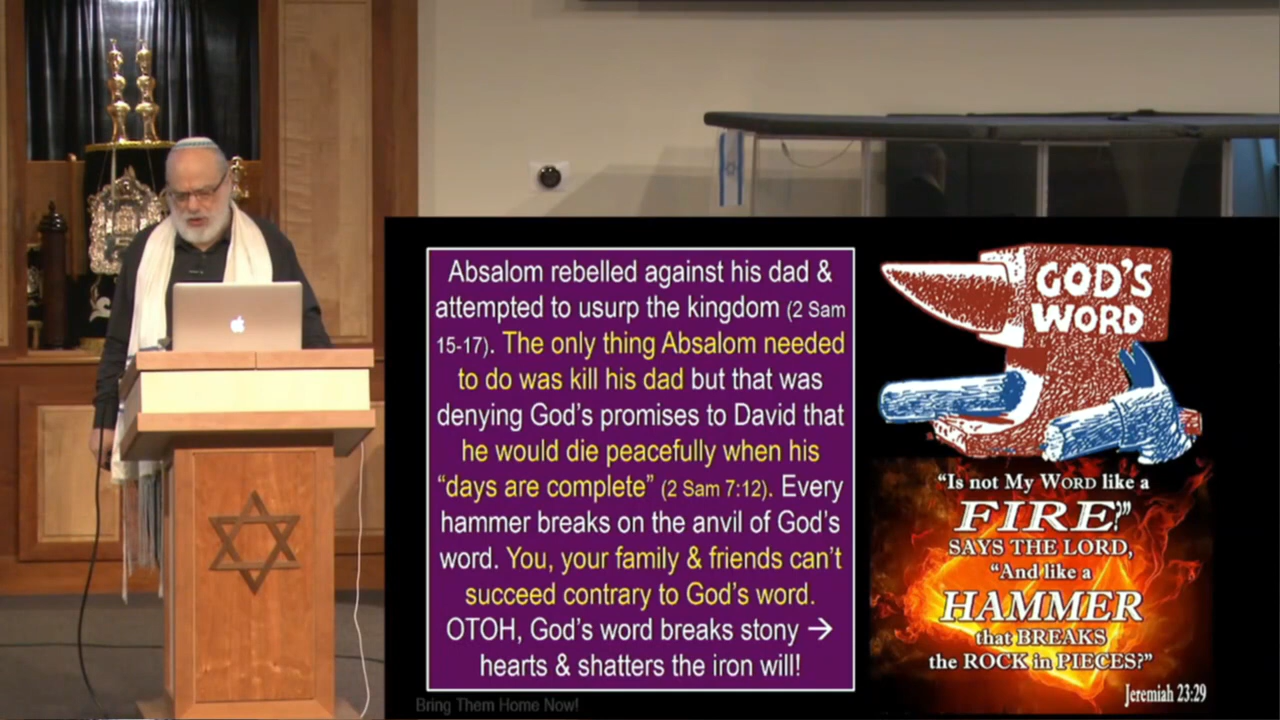 Absalom rebelled against his dad &
attempted to usurp the kingdom (2 Sam
15-17). The only thing Absalom needed
to do was kill his dad but that was
denying God's promises to David that
he would die peacefully when his
“days are complete” (2 Sam 7:12). Every
hammer breaks on the anvil of God's
word. You, your family & friends can't
succeed contrary to God's word.
OTOH, God's word breaks stony →
hearts & shatters the iron will!
Bring Them Home Now!
GOD'S
WORD
“Is not My WORD like a
FIRE?”
SAYS THE LORD,
“And like a
HAMMER
that BREAKS
the ROCK in PIECES?”
Jeremiah 23:29